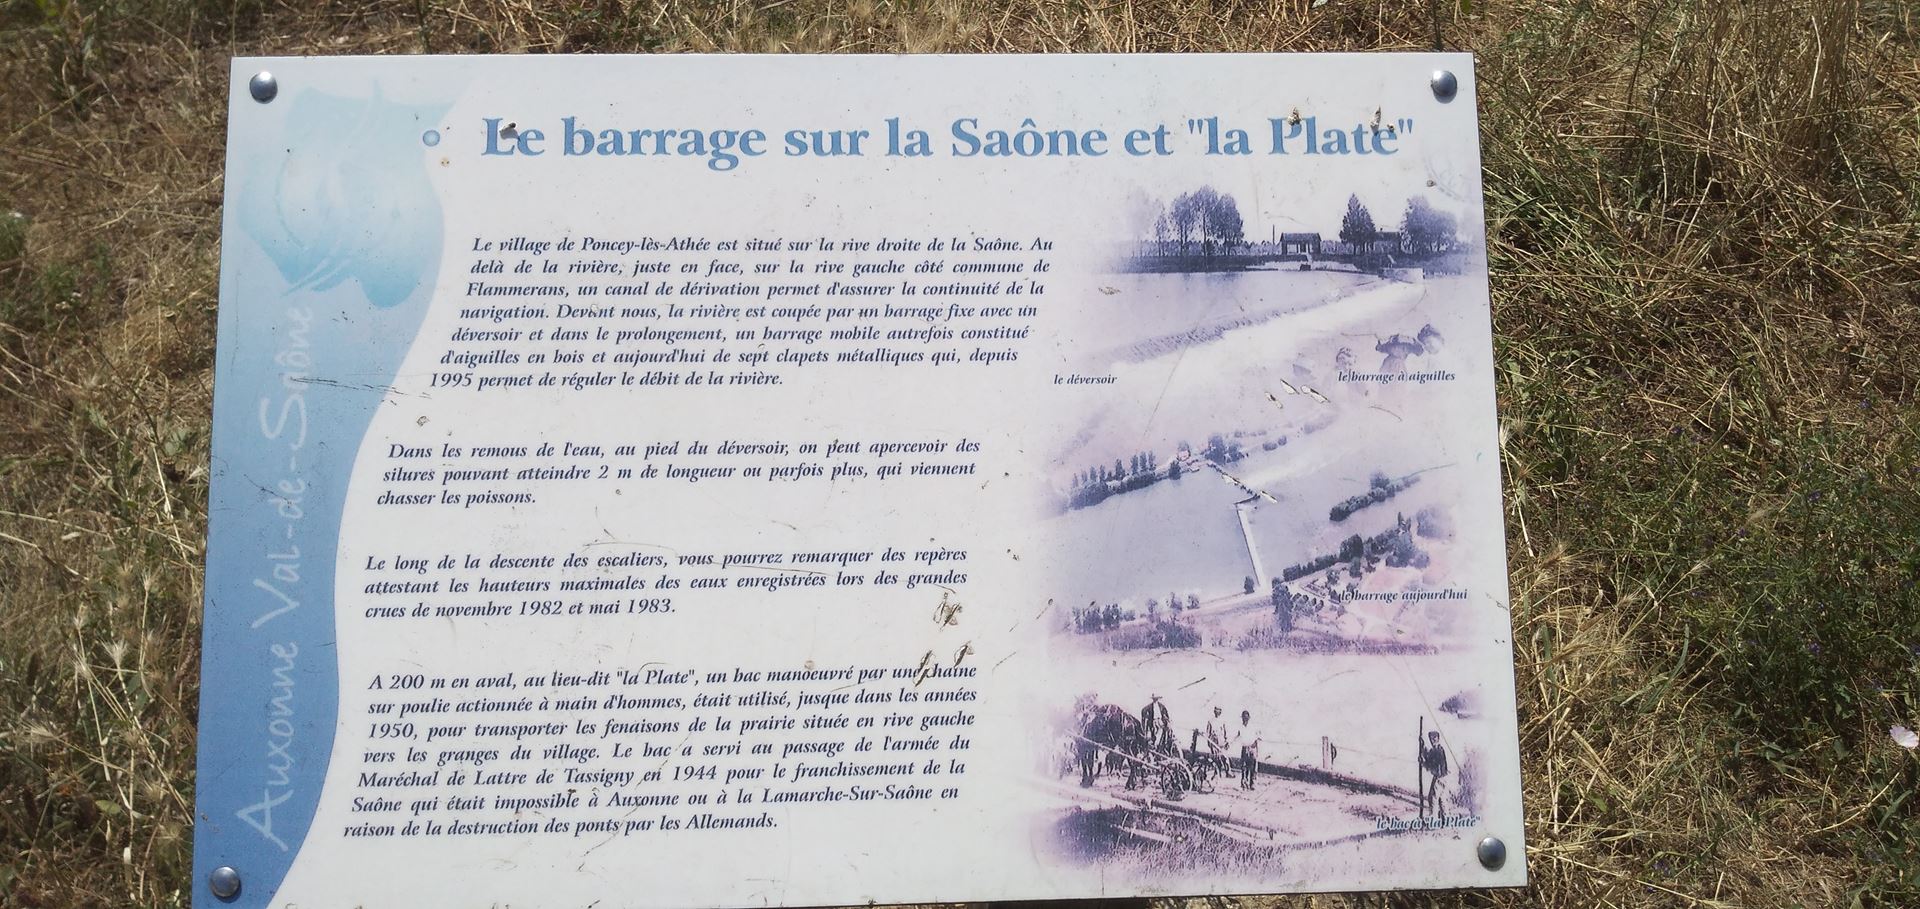 Le barrage sur la Saône et "la Plate"
Le village de Poncey-lès-Athée est situé sur la rive droite de la Saône. Au
delà de la rivière, juste en face, sur la rive gauche côté commune de
Flammerans, un canal de dérivation permet d'assurer la continuité de la
navigation. Devant nous, la rivière est coupée par un barrage fixe avec un
déversoir et dans le prolongement, un barrage mobile autrefois constitué
d'aiguilles en bois et aujourd'hui de sept clapets métalliques qui, depuis
1995 permet de réguler le débit de la rivière.
Dans les remous de l'eau, au pied du déversoir, on peut apercevoir des
silures pouvant atteindre 2 m de longueur ou parfois plus, qui viennent
chasser les poissons.
Le long de la descente des escaliers, vous pourrez remarquer des repères
attestant les hauteurs maximales des eaux enregistrées lors des grandes
crues de novembre 1982 et mai 1983.
A 200 m en aval, au lieu-dit "la Plate", un bac manoeuvré par une chaîne
sur poulie actionnée à main d'hommes, était utilisé, jusque dans les années
1950, pour transporter les fenaisons de la prairie située en rive gauche
vers les granges du village. Le bac a servi au passage de l'armée du
Maréchal de Lattre de Tassigny en 1944 pour le franchissement de la
Saône qui était impossible à Auxonne ou à la Lamarche-Sur-Saône en
raison de la destruction des ponts par les Allemands.
le déversoir
le barrage à aiguilles
le barrage aujourd'hui
le bac à "la Plate"
Auxonne Val-de-Saône